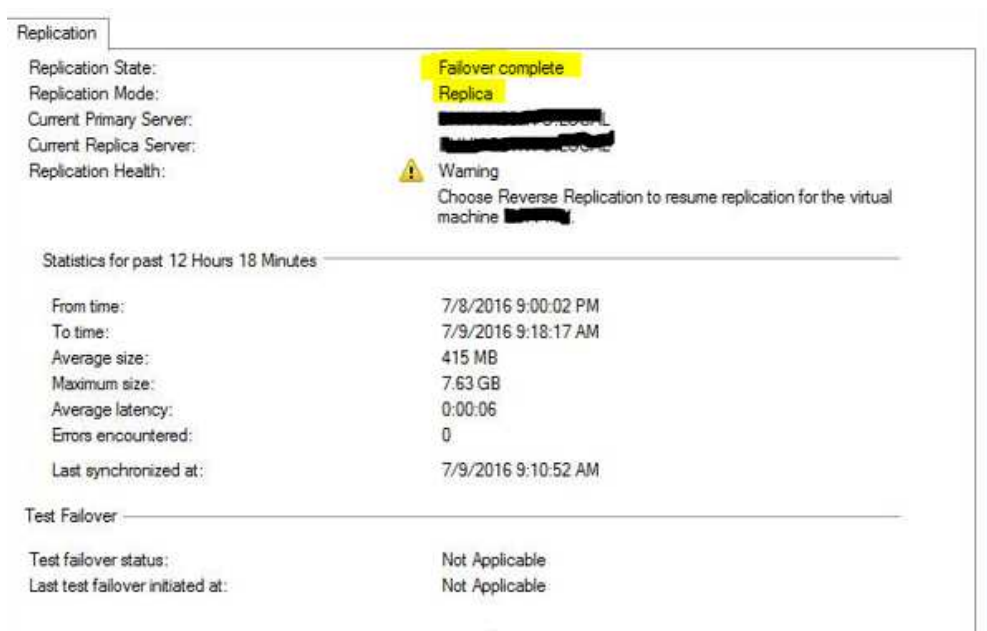 Replication
Replication State: Failover complete
Replication Mode: Replica
Current Primary Server:
Current Replica Server:
Replication Health: Warning
Choose Reverse Replication to resume replication for the virtual
machine
Statistics for past 12 Hours 18 Minutes
From time: 7/8/2016 9:00:02 PM
To time: 7/9/2016 9:18:17 AM
Average size: 415 MB
Maximum size: 7.63 GB
Average latency: 0:00:06
Errors encountered: 0
Last synchronized at: 7/9/2016 9:10:52 AM
Test Failover
Test failover status: Not Applicable
Last test failover initiated at: Not Applicable